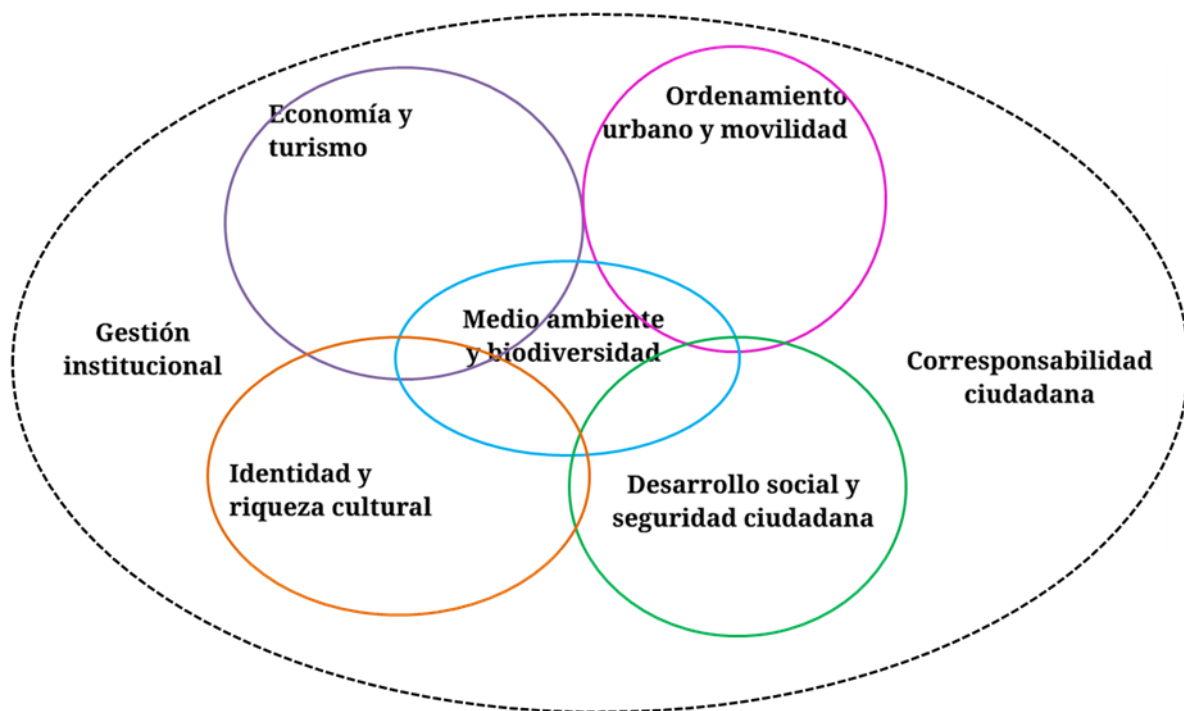 Economía y
turismo
Ordenamiento
urbano y movilidad
Gestión
institucional
Medio ambiente
y biodiversidad
Corresponsabilidad
ciudadana
Identidad y
riqueza cultural
Desarrollo social y
seguridad ciudadana